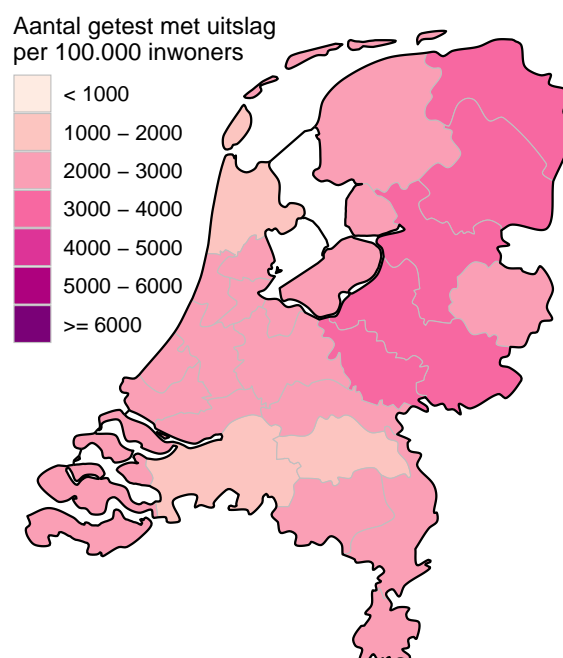 Aantal getest met uitslag
per 100.000 inwoners
< 1000
1000 – 2000
2000 – 3000
3000 – 4000
4000 – 5000
5000 – 6000
>= 6000